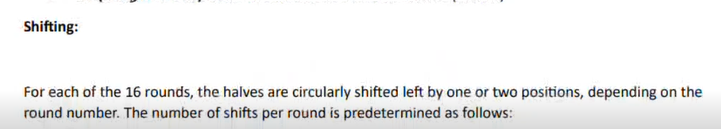 Shifting:
For each of the 16 rounds, the halves are circularly shifted left by one or two positions, depending on the
round number. The number of shifts per round is predetermined as follows: